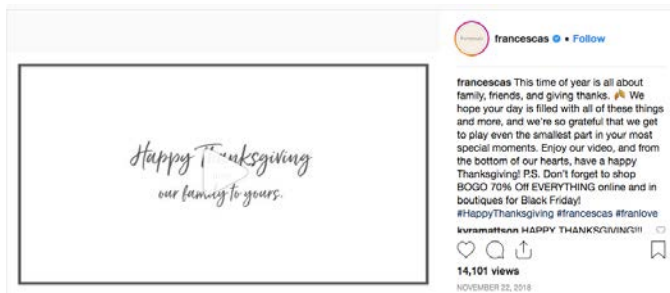 Happy Thanksgiving
our family to yours.
francescas • Follow
francescas This time of year is all about
family, friends, and giving thanks. 🍂 We
hope your day is filled with all of these things
and more, and we're so grateful that we get
to play even the smallest part in your most
special moments. Enjoy our video, and from
the bottom of our hearts, have a happy
Thanksgiving! P.S. Don't forget to shop
BOGO 70% Off EVERYTHING online and in
boutiques for Black Friday!
#HappyThanksgiving #francescas #franlove
kyramattson HAPPY THANKSGIVING!!!
14,101 views
NOVEMBER 22, 2018